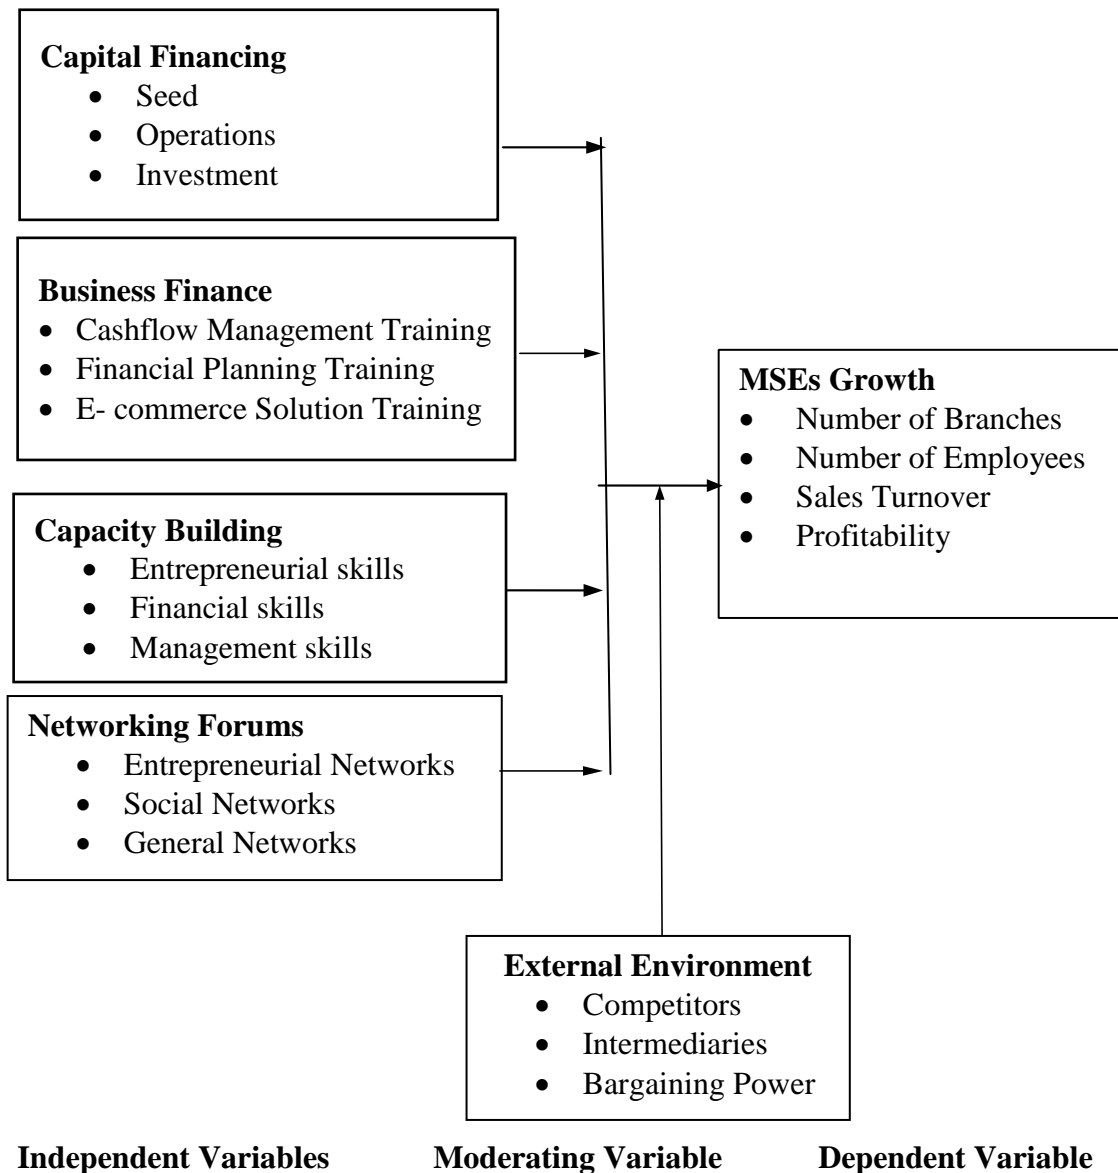 Capital Financing
• Seed
• Operations
• Investment
Business Finance
• Cashflow Management Training
• Financial Planning Training
• E- commerce Solution Training
Capacity Building
• Entrepreneurial skills
• Financial skills
• Management skills
Networking Forums
• Entrepreneurial Networks
• Social Networks
• General Networks
MSEs Growth
• Number of Branches
• Number of Employees
• Sales Turnover
• Profitability
External Environment
• Competitors
• Intermediaries
• Bargaining Power
Independent Variables Moderating Variable Dependent Variable